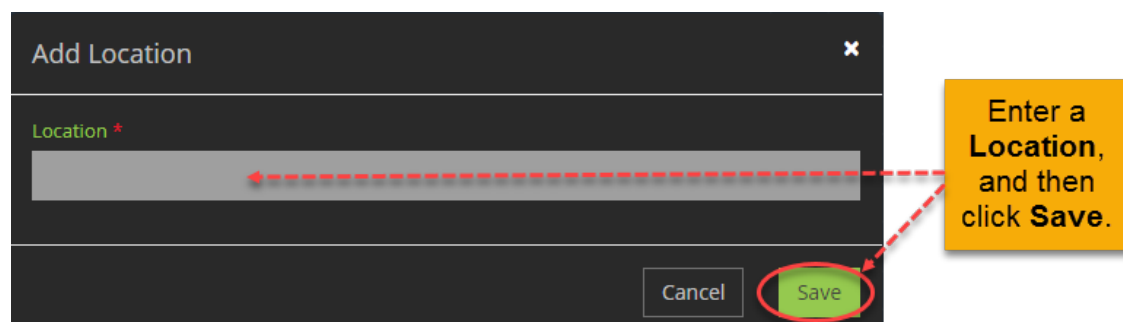 Add Location
Location *
Cancel
Save
Enter a
Location,
and then
click Save.